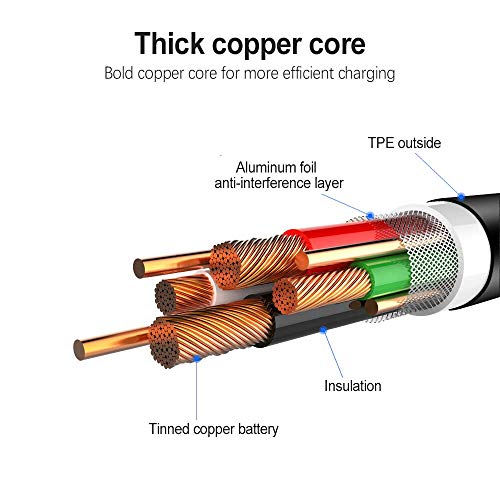 Thick copper core
Bold copper core for more efficient charging
TPE outside
Aluminum foil
anti-interference layer
Insulation
Tinned copper battery